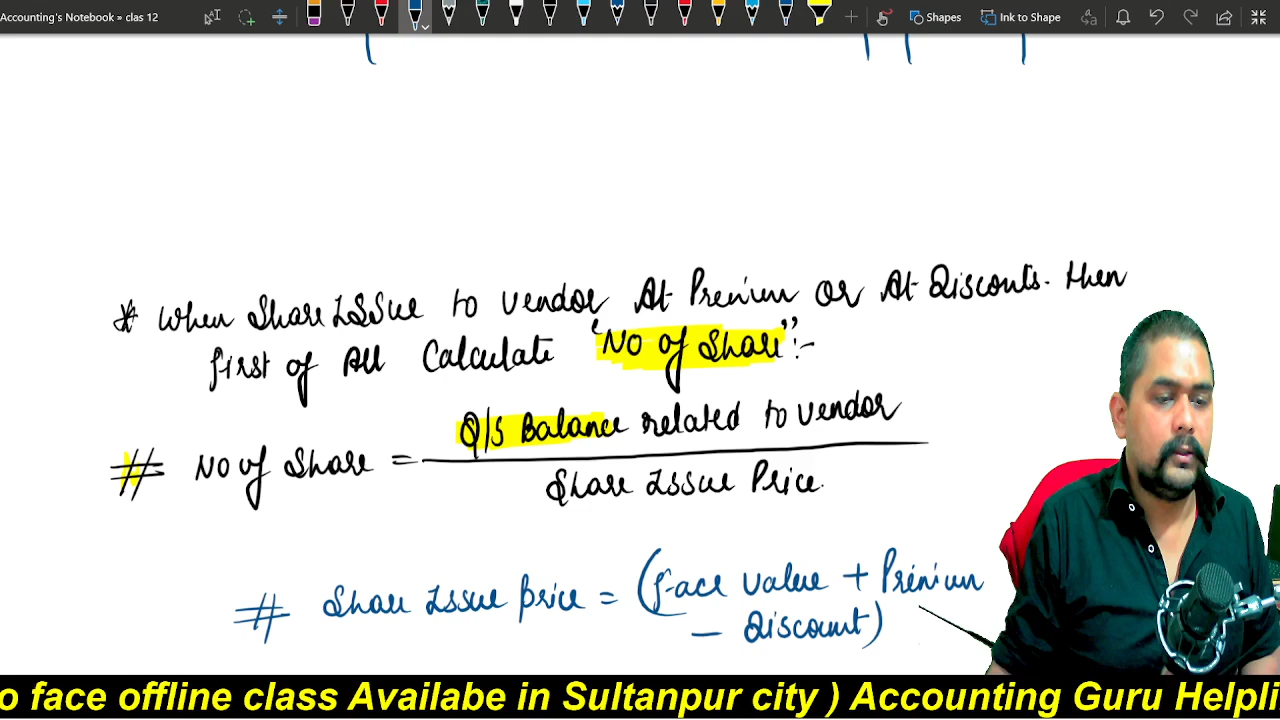 Accounting's Notebook » clas 12
Shapes
Ink to Shape
* When Share ISSue to vendor At Premium or At Disconts. then
first of All Calculate "No of Share":-
# No of Share = O/S Balance related to vendor
Share Issue Price.
# Share Issue price = (face value + Premium
- Discount)
o face offline class Availabe in Sultanpur city ) Accounting Guru Helpli